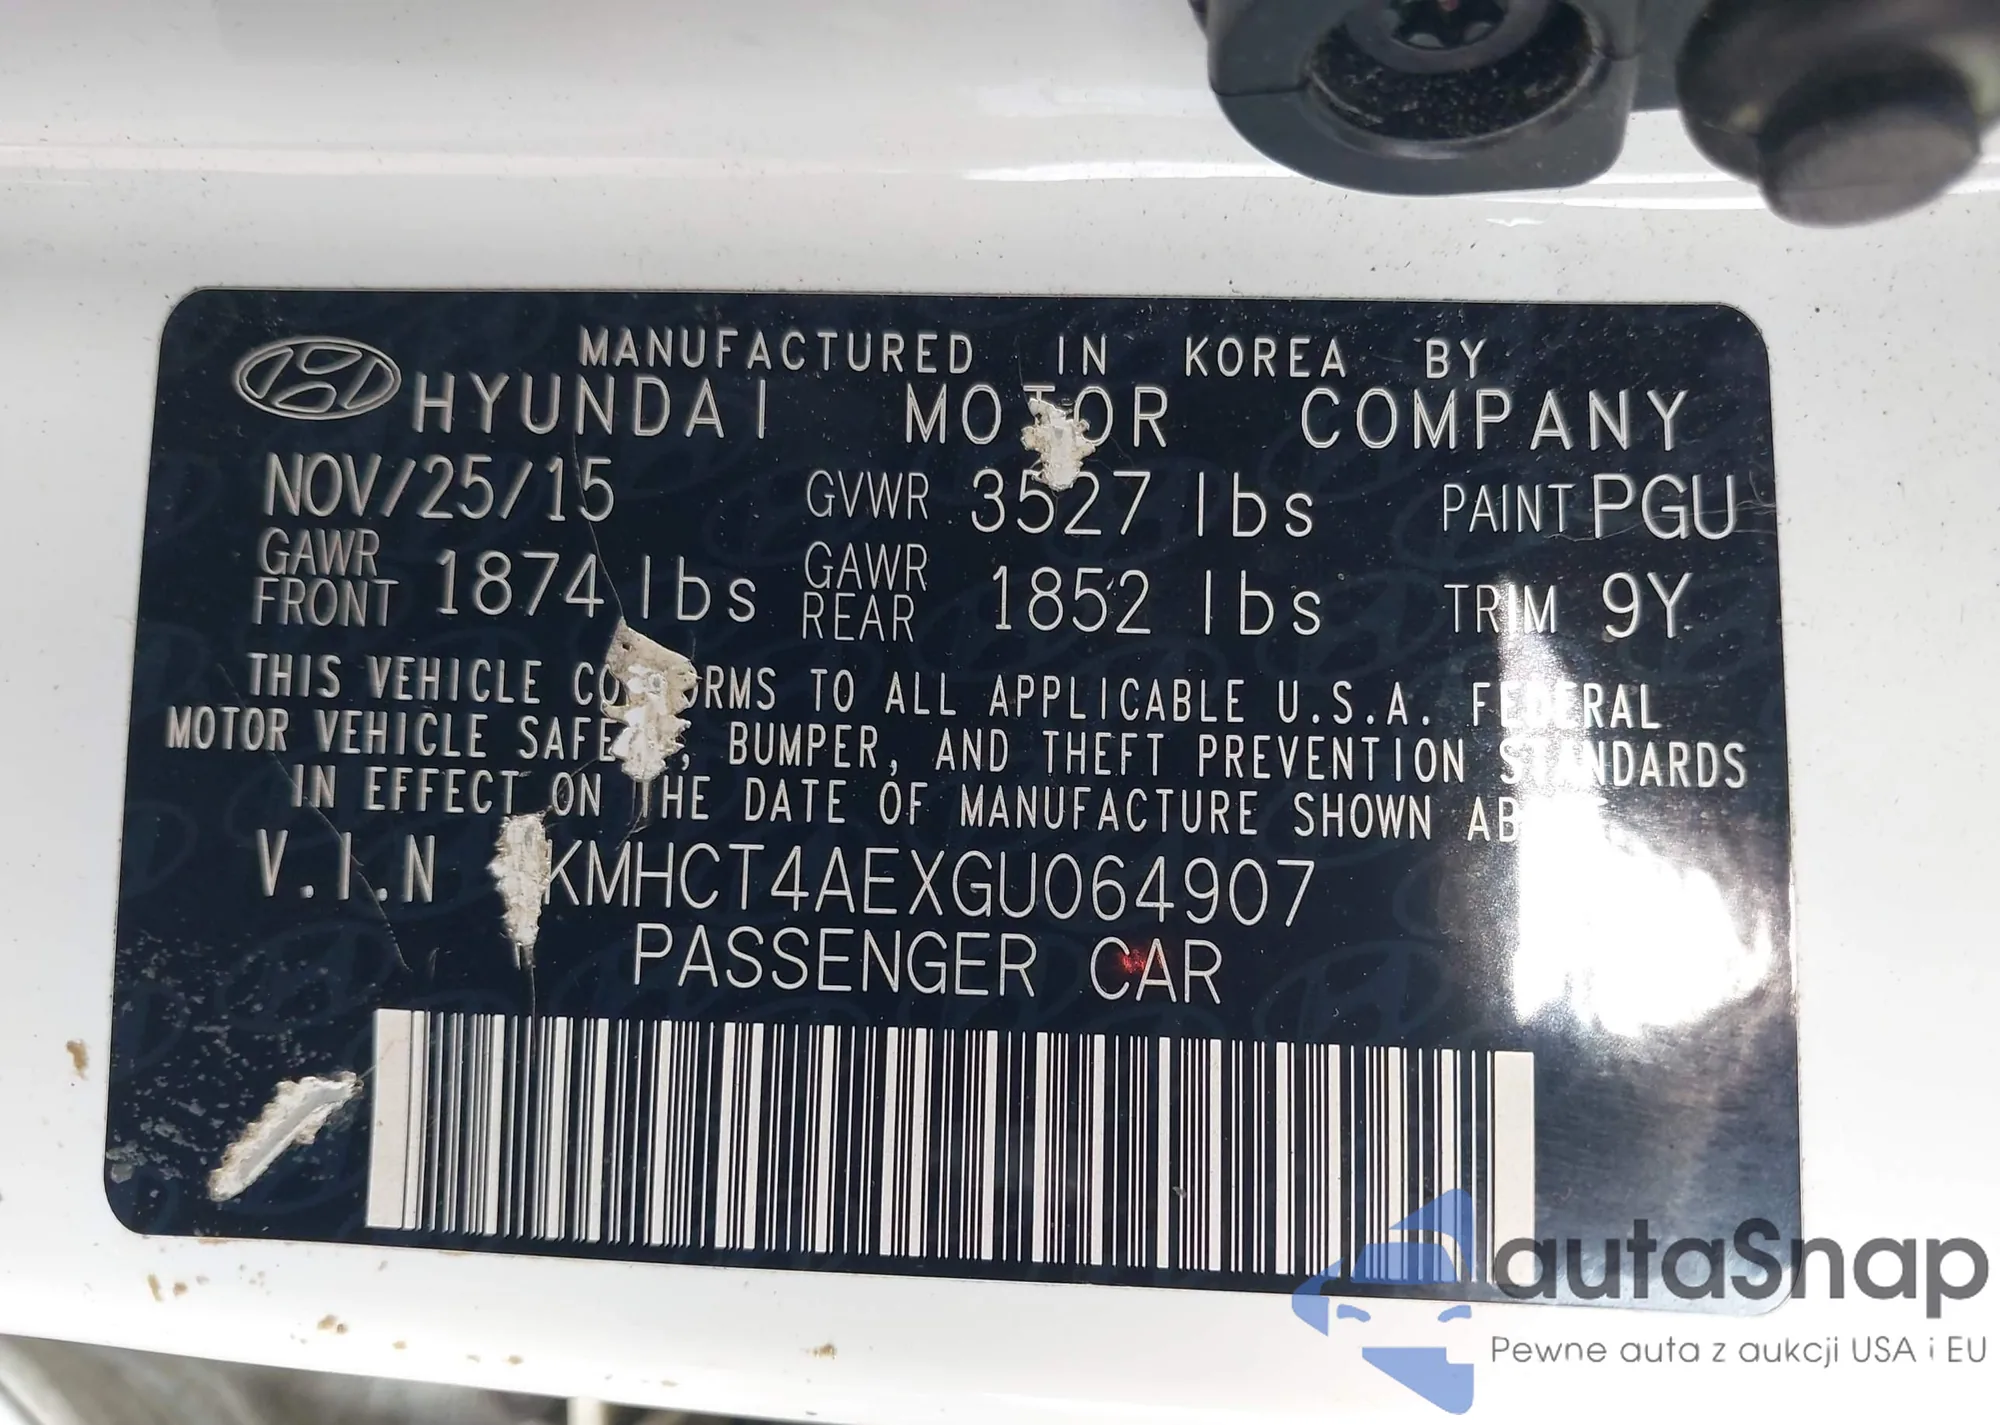 MANUFACTURED IN KOREA BY
HYUNDAI MOTOR COMPANY
NOV/25/15 GVWR 3527 lbs PAINT PGU
GAWR FRONT 1874 lbs GAWR REAR 1852 lbs TRIM 9Y
THIS VEHICLE CONFORMS TO ALL APPLICABLE U.S.A. FEDERAL
MOTOR VEHICLE SAFETY, BUMPER, AND THEFT PREVENTION STANDARDS
IN EFFECT ON THE DATE OF MANUFACTURE SHOWN ABOVE.
V.I.N KMHCT4AEXGU064907
PASSENGER CAR
autaSnap
Pewne auta z aukcji USA i EU